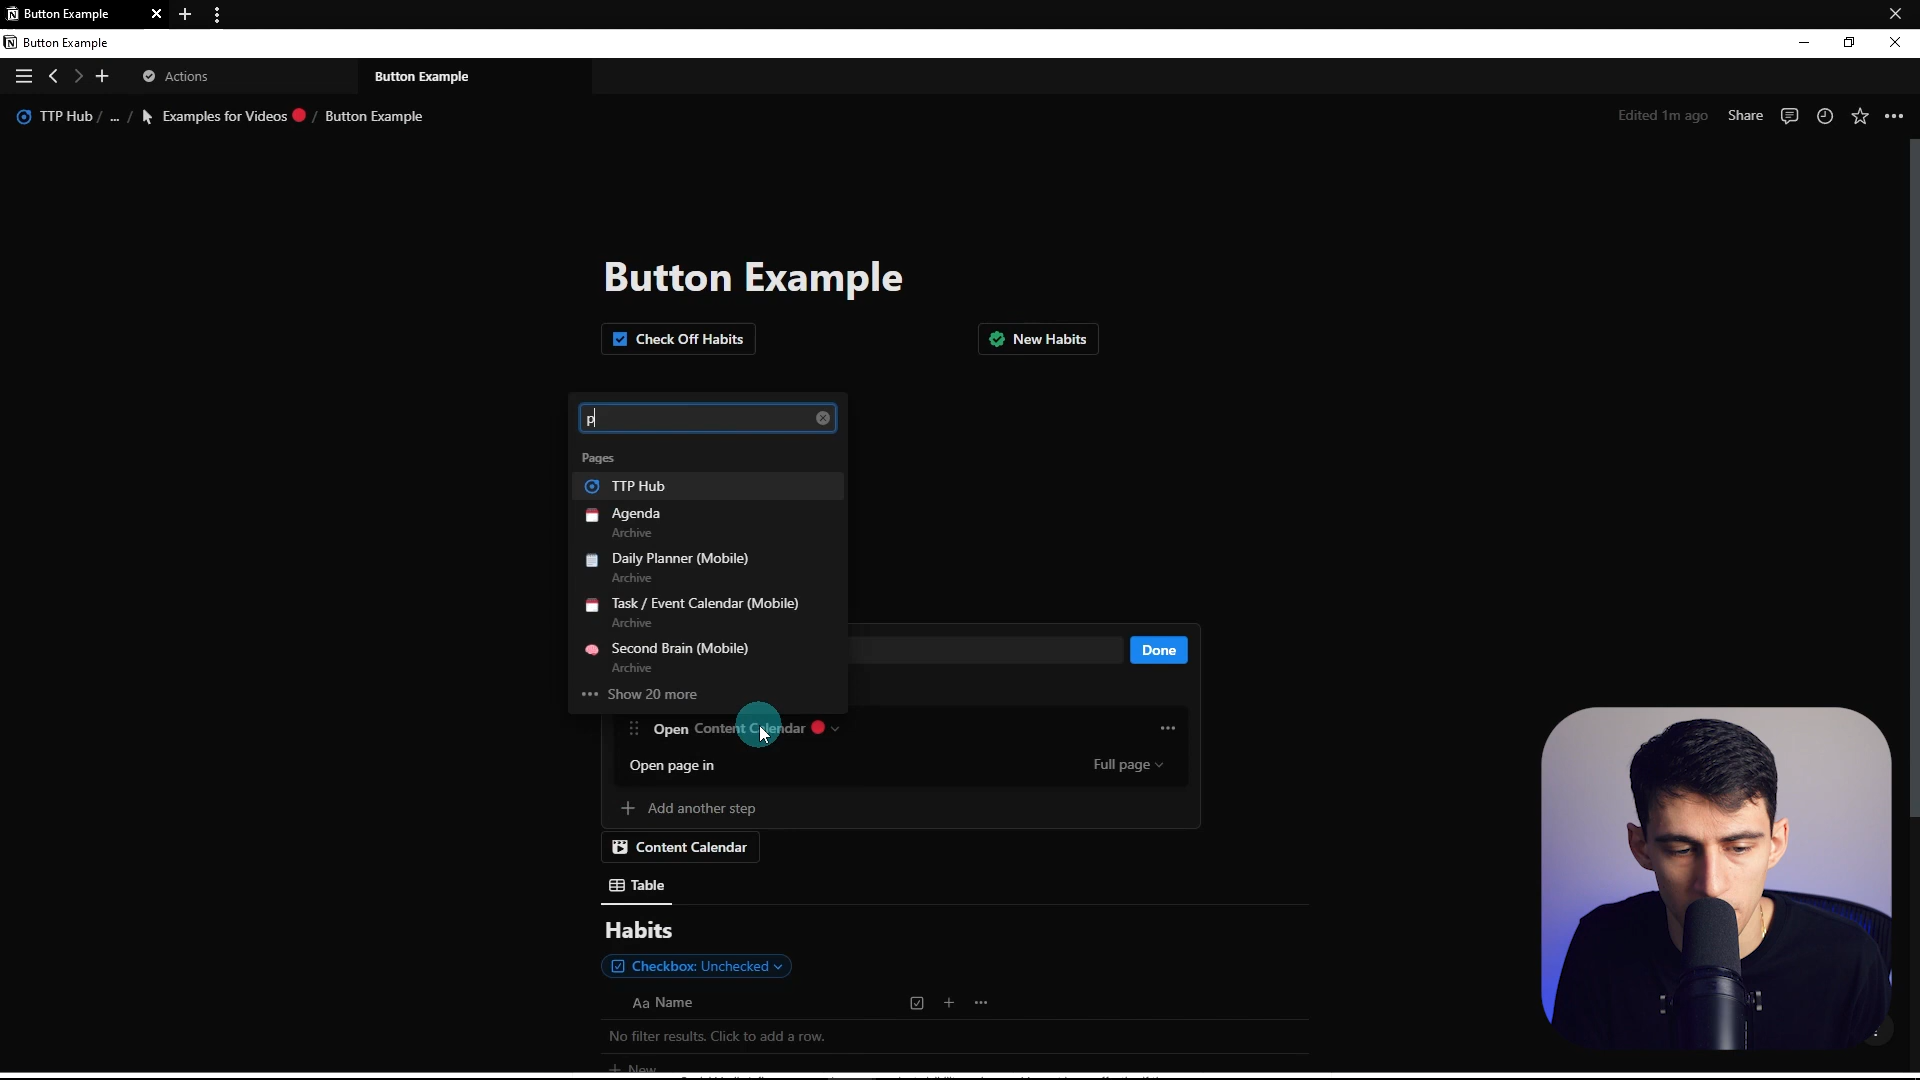 Button Example
Button Example
Actions
Button Example
TTP Hub / ... / Examples for Videos / Button Example
Edited 1m ago Share
Button Example
Check Off Habits
New Habits
p
Pages
TTP Hub
Agenda
Archive
Daily Planner (Mobile)
Archive
Task / Event Calendar (Mobile)
Archive
Second Brain (Mobile)
Archive
Show 20 more
Done
Open Content Calendar
Open page in Full page
Add another step
Content Calendar
Table
Habits
Checkbox: Unchecked
Aa Name
No filter results. Click to add a row.
New